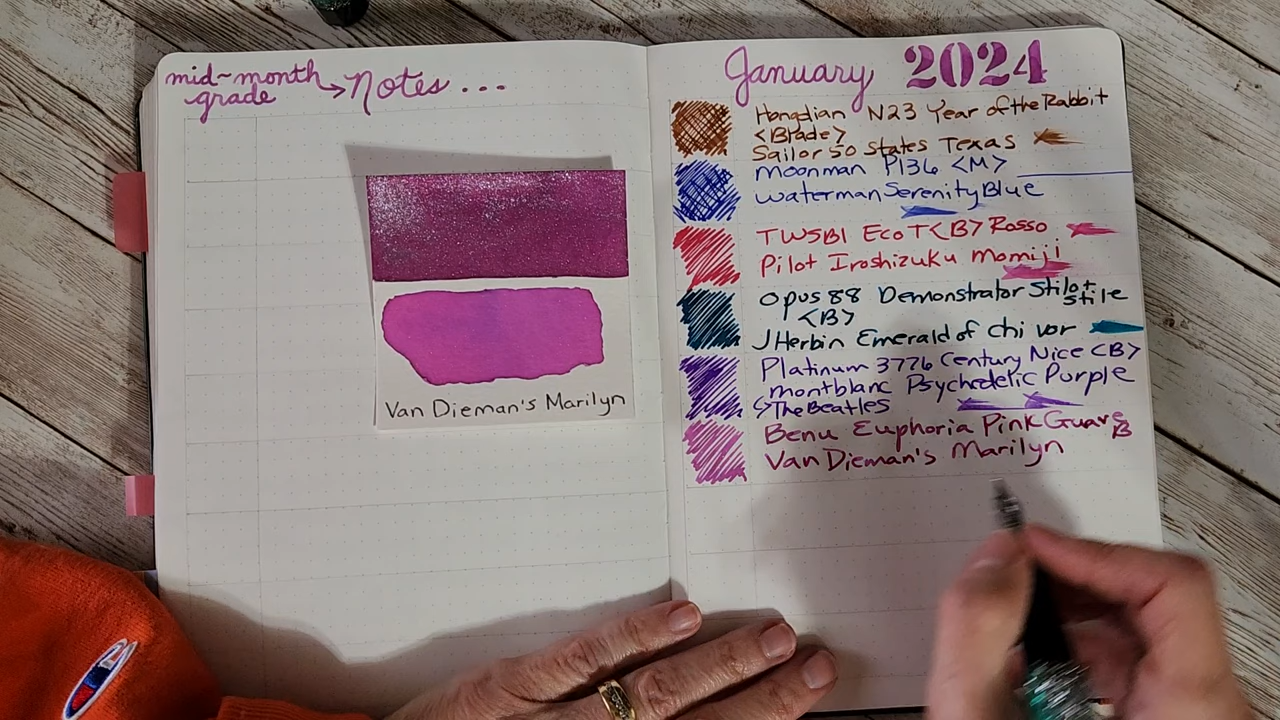 mid~month
grade → Notes...
Van Dieman's Marilyn
January 2024
Hongdian N23 Year of the Rabbit
<Blade>
Sailor 50 States Texas
Moonman P136 <M>
Waterman Serenity Blue
TWSBI Eco T <B> Rosso
Pilot Iroshizuku Momiji
Opus 88 Demonstrator Stilo +
stile
<B>
J Herbin Emerald of Chivor
Platinum 3776 Century Nice <B>
montblanc Psychedelic Purple
↳The Beatles
Benu Euphoria Pink Guava
B
Van Dieman's Marilyn